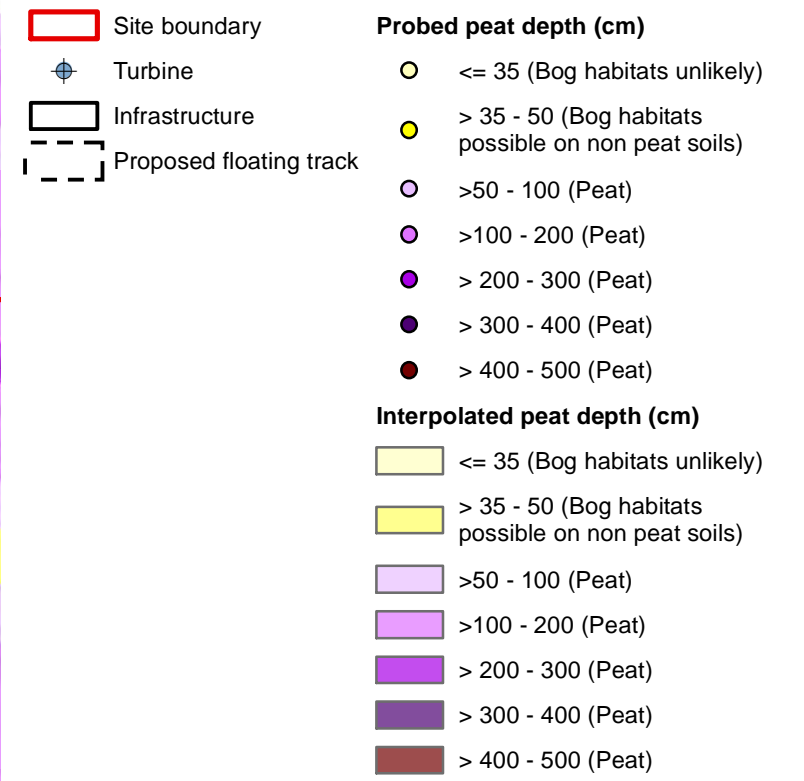 Site boundary
Turbine
Infrastructure
Proposed floating track
Probed peat depth (cm)
<= 35 (Bog habitats unlikely)
> 35 - 50 (Bog habitats
possible on non peat soils)
>50 - 100 (Peat)
>100 - 200 (Peat)
> 200 - 300 (Peat)
> 300 - 400 (Peat)
> 400 - 500 (Peat)
Interpolated peat depth (cm)
<= 35 (Bog habitats unlikely)
> 35 - 50 (Bog habitats
possible on non peat soils)
>50 - 100 (Peat)
>100 - 200 (Peat)
> 200 - 300 (Peat)
> 300 - 400 (Peat)
> 400 - 500 (Peat)